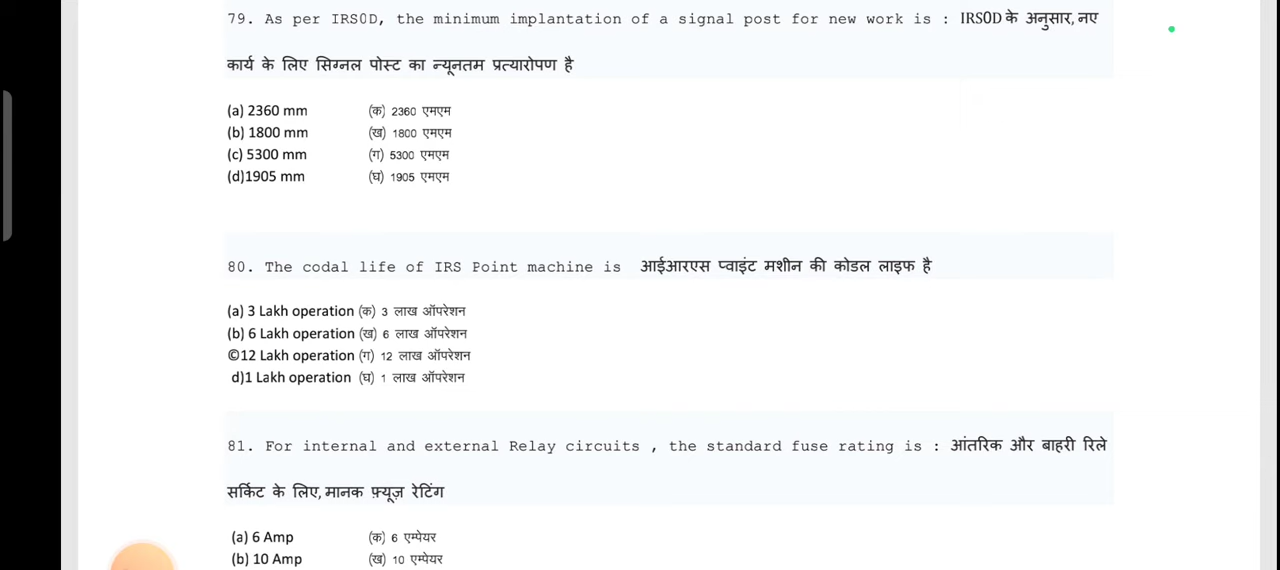 79. As per IRSOD, the minimum implantation of a signal post for new work is : IRSOD के अनुसार, नए
कार्य के लिए सिग्नल पोस्ट का न्यूनतम प्रत्यारोपण है
(a) 2360 mm (क) 2360 एमएम
(b) 1800 mm (ख) 1800 एमएम
(c) 5300 mm (ग) 5300 एमएम
(d)1905 mm (घ) 1905 एमएम
80. The codal life of IRS Point machine is आईआरएस प्वाइंट मशीन की कोडल लाइफ है
(a) 3 Lakh operation (क) 3 लाख ऑपरेशन
(b) 6 Lakh operation (ख) 6 लाख ऑपरेशन
©12 Lakh operation (ग) 12 लाख ऑपरेशन
d)1 Lakh operation (घ) 1 लाख ऑपरेशन
81. For internal and external Relay circuits , the standard fuse rating is : आंतरिक और बाहरी रिले
सर्किट के लिए, मानक फ़्यूज़ रेटिंग
(a) 6 Amp (क) 6 एम्पेयर
(b) 10 Amp (ख) 10 एम्पेयर